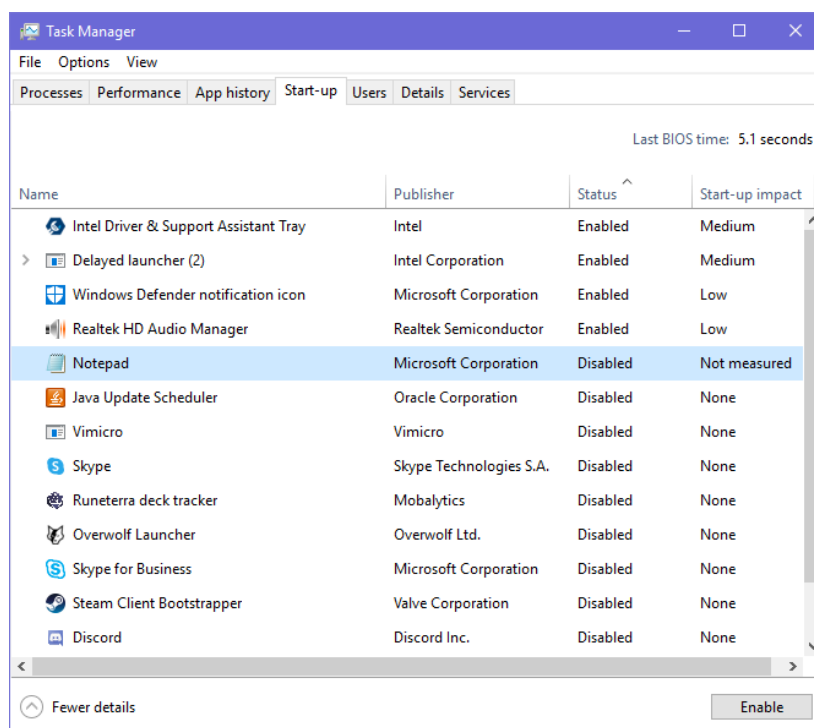 Task Manager
File Options View
Processes Performance App history Start-up Users Details Services
Last BIOS time: 5.1 seconds
Name Publisher Status Start-up impact
Intel Driver & Support Assistant Tray Intel Enabled Medium
Delayed launcher (2) Intel Corporation Enabled Medium
Windows Defender notification icon Microsoft Corporation Enabled Low
Realtek HD Audio Manager Realtek Semiconductor Enabled Low
Notepad Microsoft Corporation Disabled Not measured
Java Update Scheduler Oracle Corporation Disabled None
Vimicro Vimicro Disabled None
Skype Skype Technologies S.A. Disabled None
Runeterra deck tracker Mobalytics Disabled None
Overwolf Launcher Overwolf Ltd. Disabled None
Skype for Business Microsoft Corporation Disabled None
Steam Client Bootstrapper Valve Corporation Disabled None
Discord Discord Inc. Disabled None
Fewer details Enable